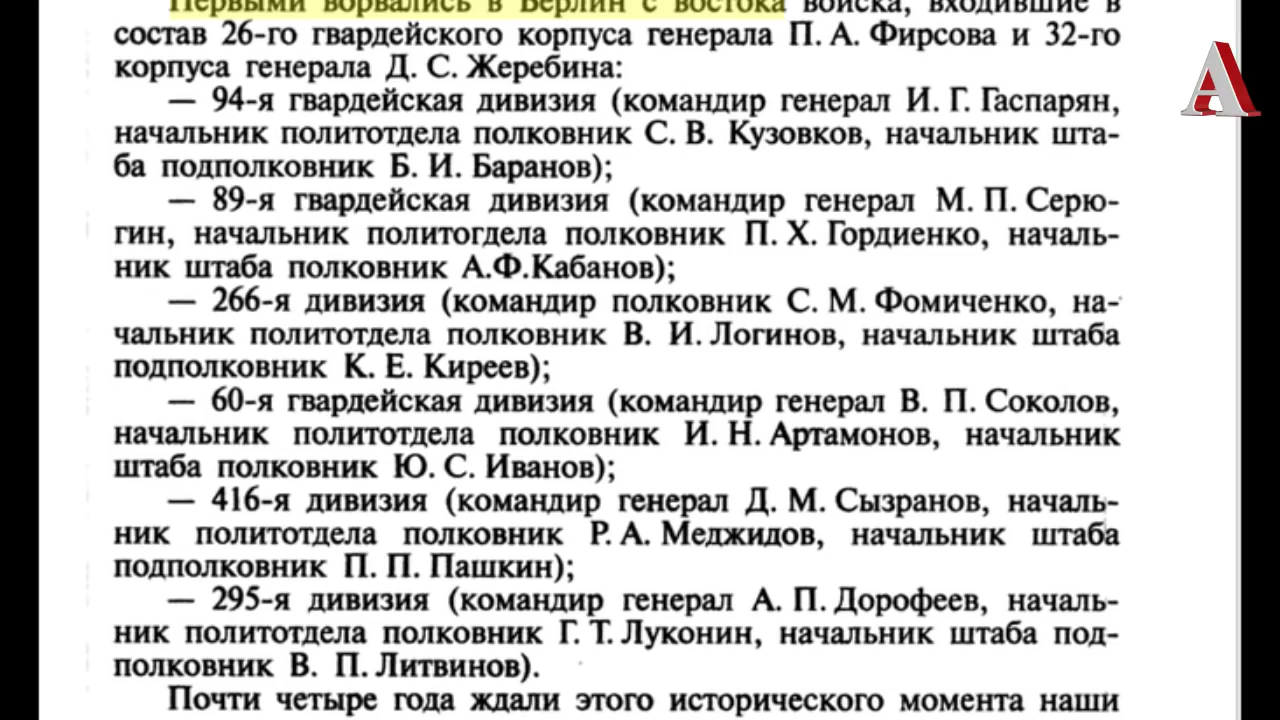 Первыми ворвались в Берлин с востока войска, входившие в
состав 26-го гвардейского корпуса генерала П. А. Фирсова и 32-го
корпуса генерала Д. С. Жеребина:
— 94-я гвардейская дивизия (командир генерал И. Г. Гаспарян,
начальник политотдела полковник С. В. Кузовков, начальник шта-
ба подполковник Б. И. Баранов);
— 89-я гвардейская дивизия (командир генерал М. П. Серю-
гин, начальник политогдела полковник П. Х. Гордиенко, началь-
ник штаба полковник А.Ф.Кабанов);
— 266-я дивизия (командир полковник С. М. Фомиченко, на-
чальник политотдела полковник В. И. Логинов, начальник штаба
подполковник К. Е. Киреев);
— 60-я гвардейская дивизия (командир генерал В. П. Соколов,
начальник политотдела полковник И. Н. Артамонов, начальник
штаба полковник Ю. С. Иванов);
— 416-я дивизия (командир генерал Д. М. Сызранов, началь-
ник политотдела полковник Р. А. Меджидов, начальник штаба
подполковник П. П. Пашкин);
— 295-я дивизия (командир генерал А. П. Дорофеев, началь-
ник политотдела полковник Г. Т. Луконин, начальник штаба под-
полковник В. П. Литвинов).
Почти четыре года ждали этого исторического момента наши
A